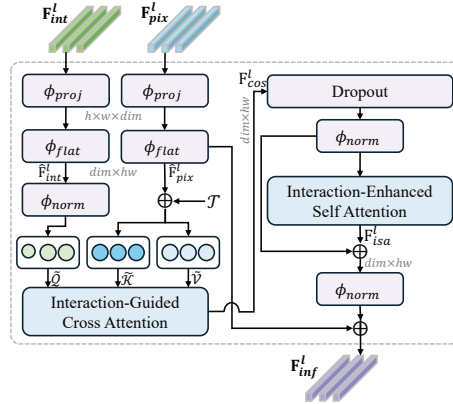 F^l_int
F^l_pix
ϕ_proj
ϕ_proj
h×w×dim
ϕ_flat
ϕ_flat
F̂^l_int
dim×hw
F̂^l_pix
ϕ_norm
𝒯
𝒬̃
𝒦̃
𝒱̃
Interaction-Guided
Cross Attention
F^l_cos
dim×hw
Dropout
ϕ_norm
Interaction-Enhanced
Self Attention
F^l_isa
dim×hw
ϕ_norm
F^l_inf